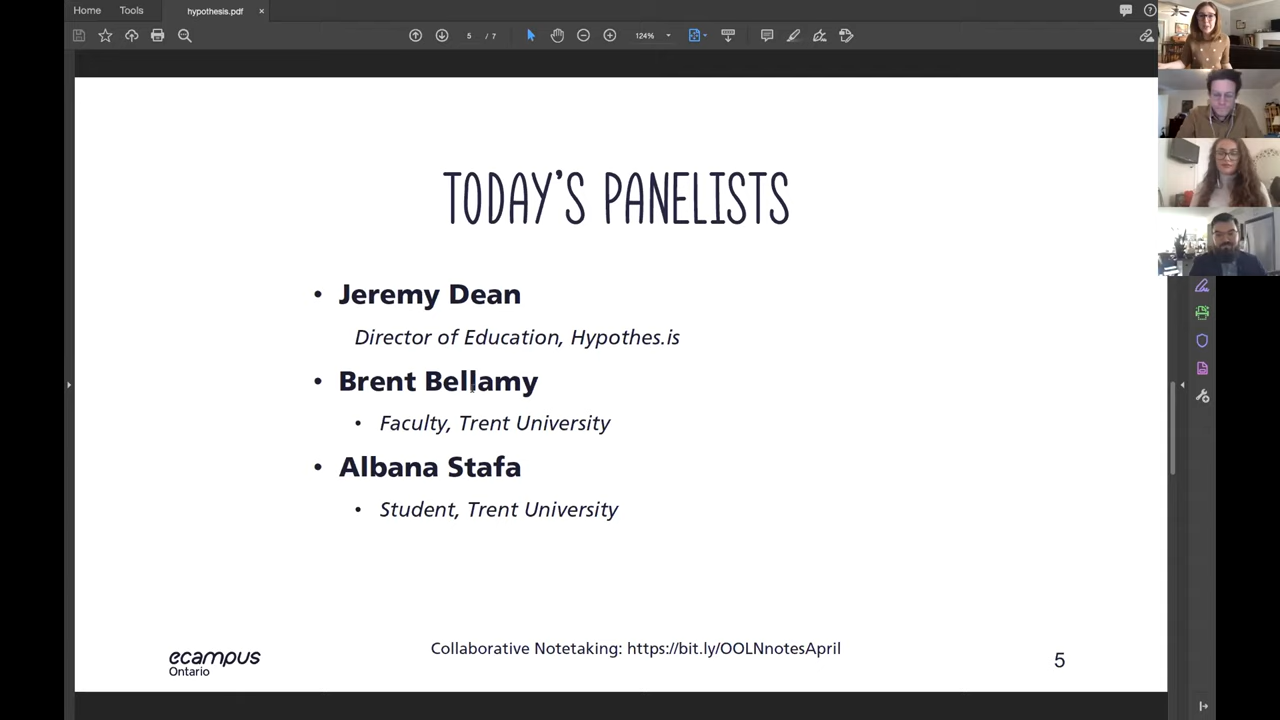 Home Tools hypothesis.pdf ×
5 / 7 124%
TODAY'S PANELISTS
• Jeremy Dean
Director of Education, Hypothes.is
• Brent Bellamy
• Faculty, Trent University
• Albana Stafa
• Student, Trent University
Collaborative Notetaking: https://bit.ly/OOLNnotesApril
ecampus
Ontario
5